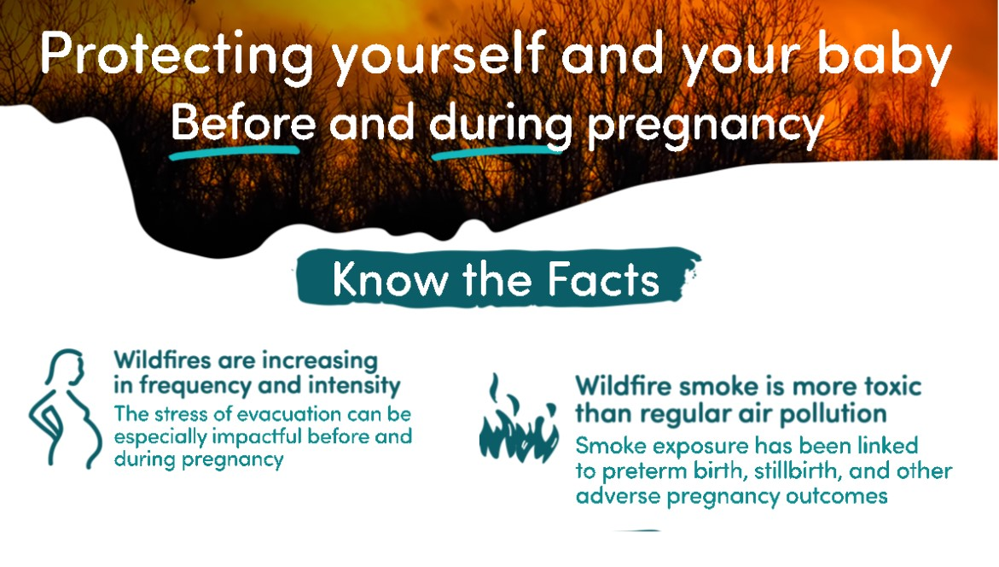 Protecting yourself and your baby
Before and during pregnancy
Know the Facts
Wildfires are increasing
in frequency and intensity
The stress of evacuation can be
especially impactful before and
during pregnancy
Wildfire smoke is more toxic
than regular air pollution
Smoke exposure has been linked
to preterm birth, stillbirth, and other
adverse pregnancy outcomes